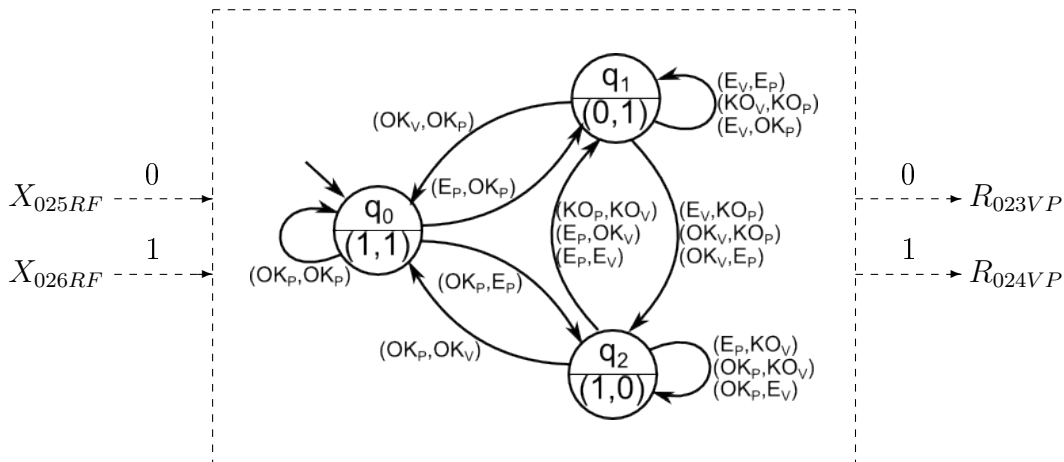 q1
(0,1)
(EV,EP)
(KOV,KOP)
(EV,OKP)
(OKV,OKP)
0
X025RF
0
R023VP
(EP,OKP)
q0
(1,1)
(KOP,KOV)
(EP,OKV)
(EP,EV)
(EV,KOP)
(OKV,KOP)
(OKV,EP)
1
X026RF
1
R024VP
(OKP,OKP)
(OKP,EP)
(OKP,OKV)
q2
(1,0)
(EP,KOV)
(OKP,KOV)
(OKP,EV)